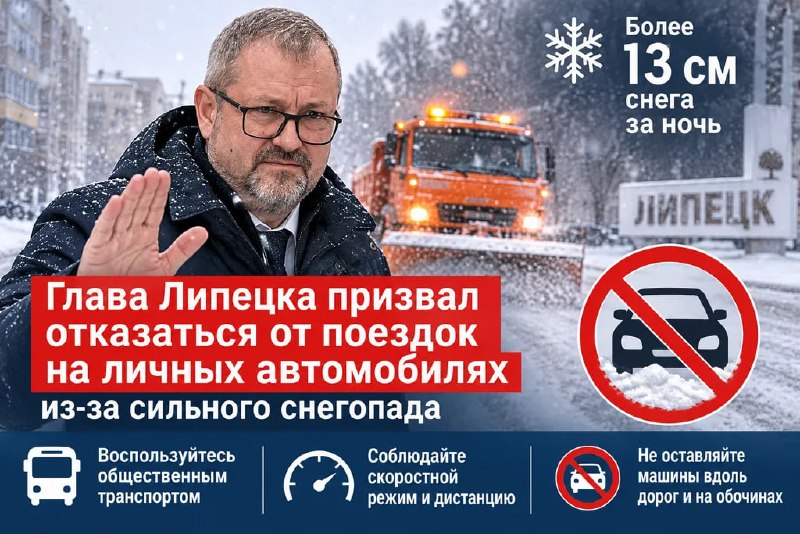 Более
13 см
снега
за ночь
ЛИПЕЦК
Глава Липецка призвал
отказаться от поездок
на личных автомобилях
из-за сильного снегопада
Воспользуйтесь
общественным
транспортом
Соблюдайте
скоростной
режим и дистанцию
Не оставляйте
машины вдоль
дорог и на обочинах